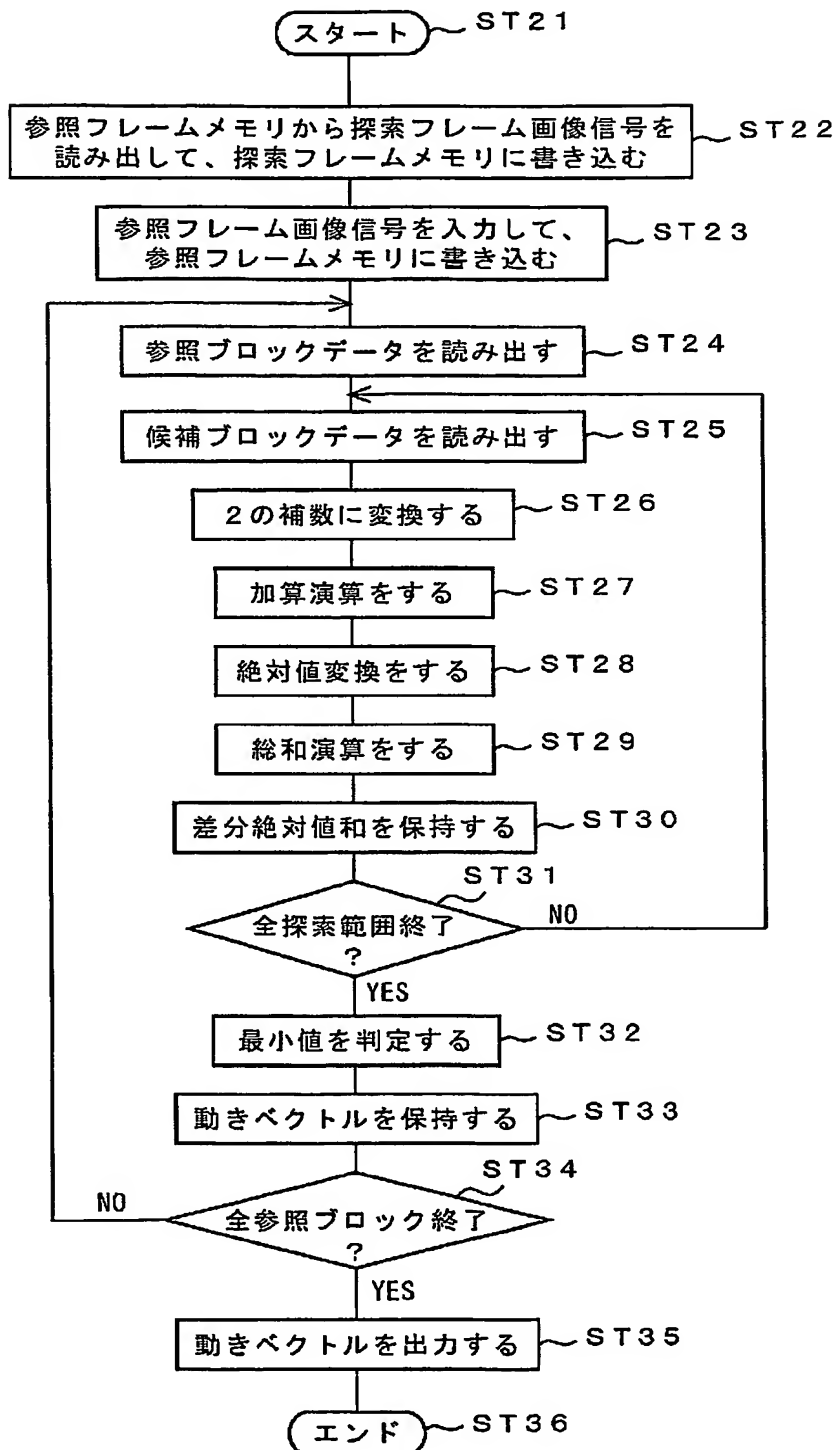 スタート ST21
参照フレームメモリから探索フレーム画像信号を
読み出して、探索フレームメモリに書き込む
ST22
参照フレーム画像信号を入力して、
参照フレームメモリに書き込む
ST23
参照ブロックデータを読み出す ST24
候補ブロックデータを読み出す ST25
2の補数に変換する ST26
加算演算をする ST27
絶対値変換をする ST28
総和演算をする ST29
差分絶対値和を保持する ST30
ST31
全探索範囲終了
?
NO
YES
最小値を判定する ST32
動きベクトルを保持する ST33
ST34
NO
全参照ブロック終了
?
YES
動きベクトルを出力する ST35
エンド ST36